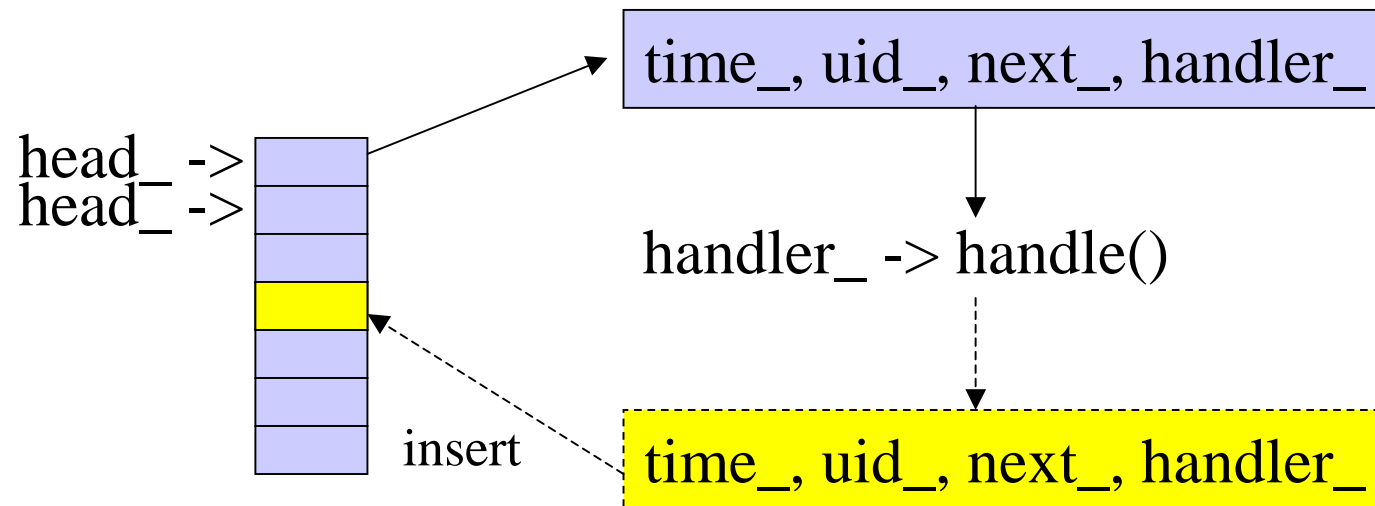 time_, uid_, next_, handler_
head_ ->
head_ ->
handler_ -> handle()
insert
time_, uid_, next_, handler_